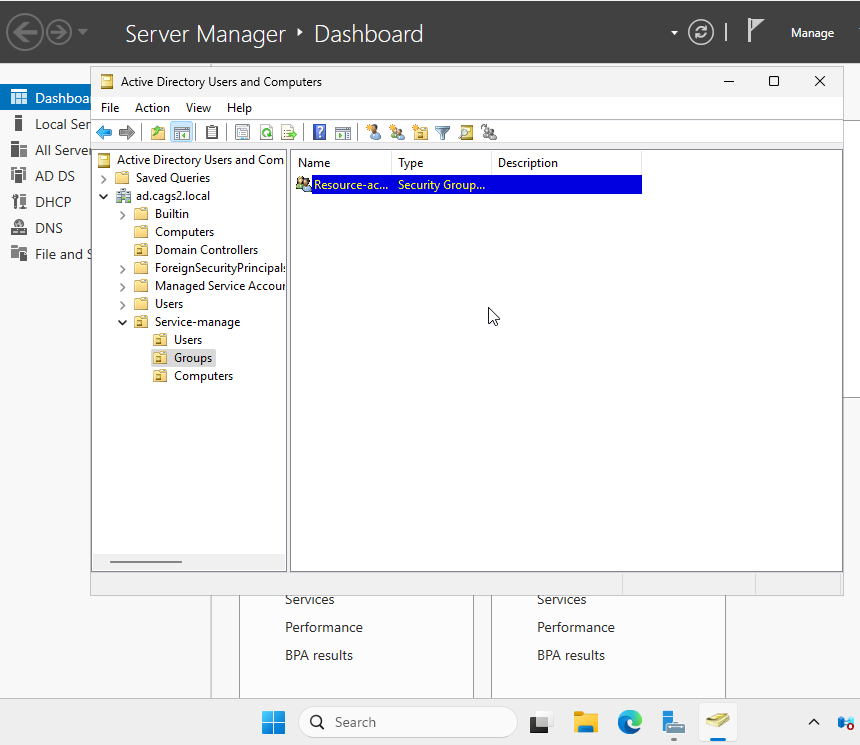 Server Manager ‣ Dashboard
Manage
Active Directory Users and Computers
File Action View Help
Dashboa
Local Ser
All Server
AD DS
DHCP
DNS
File and S
Active Directory Users and Com
Saved Queries
ad.cags2.local
Builtin
Computers
Domain Controllers
ForeignSecurityPrincipals
Managed Service Accour
Users
Service-manage
Users
Groups
Computers
Name Type Description
Resource-ac... Security Group...
Services Services
Performance Performance
BPA results BPA results
Search